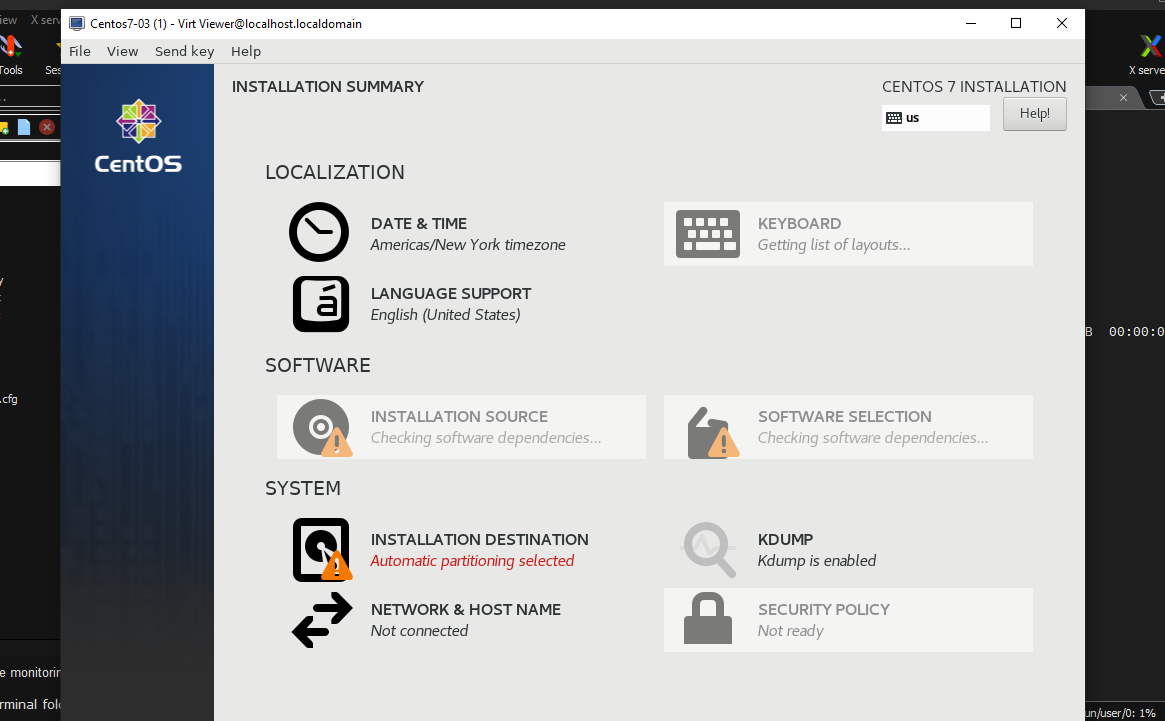 iew
X serv
Centos7-03 (1) - Virt Viewer@localhost.localdomain
File View Send key Help
Tools
Ses
X serve
INSTALLATION SUMMARY
CENTOS 7 INSTALLATION
us
Help!
CentOS
LOCALIZATION
DATE & TIME
Americas/New York timezone
KEYBOARD
Getting list of layouts...
LANGUAGE SUPPORT
English (United States)
B 00:00:0
SOFTWARE
.cfg
INSTALLATION SOURCE
Checking software dependencies...
SOFTWARE SELECTION
Checking software dependencies...
SYSTEM
INSTALLATION DESTINATION
Automatic partitioning selected
KDUMP
Kdump is enabled
NETWORK & HOST NAME
Not connected
SECURITY POLICY
Not ready
e monitorin
rminal fold
un/user/0: 1%